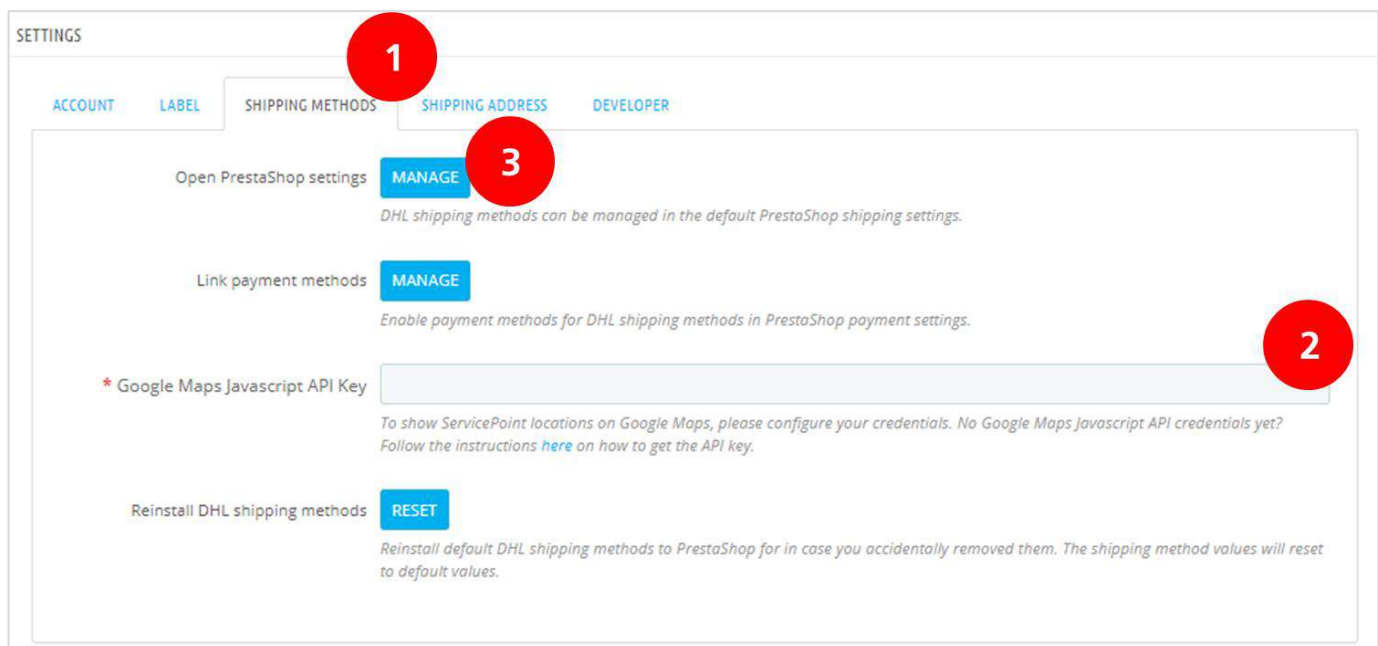 SETTINGS
1
ACCOUNT LABEL SHIPPING METHODS SHIPPING ADDRESS DEVELOPER
3
Open PrestaShop settings MANAGE
DHL shipping methods can be managed in the default PrestaShop shipping settings.
Link payment methods MANAGE
Enable payment methods for DHL shipping methods in PrestaShop payment settings.
2
* Google Maps Javascript API Key
To show ServicePoint locations on Google Maps, please configure your credentials. No Google Maps Javascript API credentials yet?
Follow the instructions here on how to get the API key.
Reinstall DHL shipping methods RESET
Reinstall default DHL shipping methods to PrestaShop for in case you accidentally removed them. The shipping method values will reset
to default values.